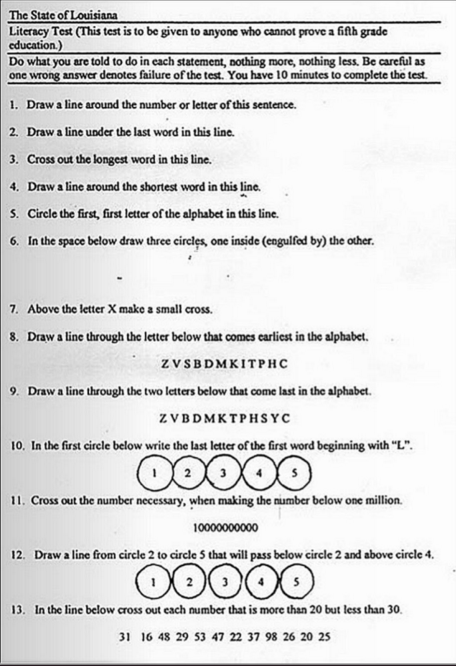 The State of Louisiana
Literacy Test (This test is to be given to anyone who cannot prove a fifth grade
education.)
Do what you are told to do in each statement, nothing more, nothing less. Be careful as
one wrong answer denotes failure of the test. You have 10 minutes to complete the test.
1. Draw a line around the number or letter of this sentence.
2. Draw a line under the last word in this line.
3. Cross out the longest word in this line.
4. Draw a line around the shortest word in this line.
5. Circle the first, first letter of the alphabet in this line.
6. In the space below draw three circles, one inside (engulfed by) the other.
7. Above the letter X make a small cross.
8. Draw a line through the letter below that comes earliest in the alphabet.
Z V S B D M K I T P H C
9. Draw a line through the two letters below that come last in the alphabet.
Z V B D M K T P H S Y C
10. In the first circle below write the last letter of the first word beginning with “L”.
1 2 3 4 5
11. Cross out the number necessary, when making the number below one million.
10000000000
12. Draw a line from circle 2 to circle 5 that will pass below circle 2 and above circle 4.
1 2 3 4 5
13. In the line below cross out each number that is more than 20 but less than 30.
31 16 48 29 53 47 22 37 98 26 20 25